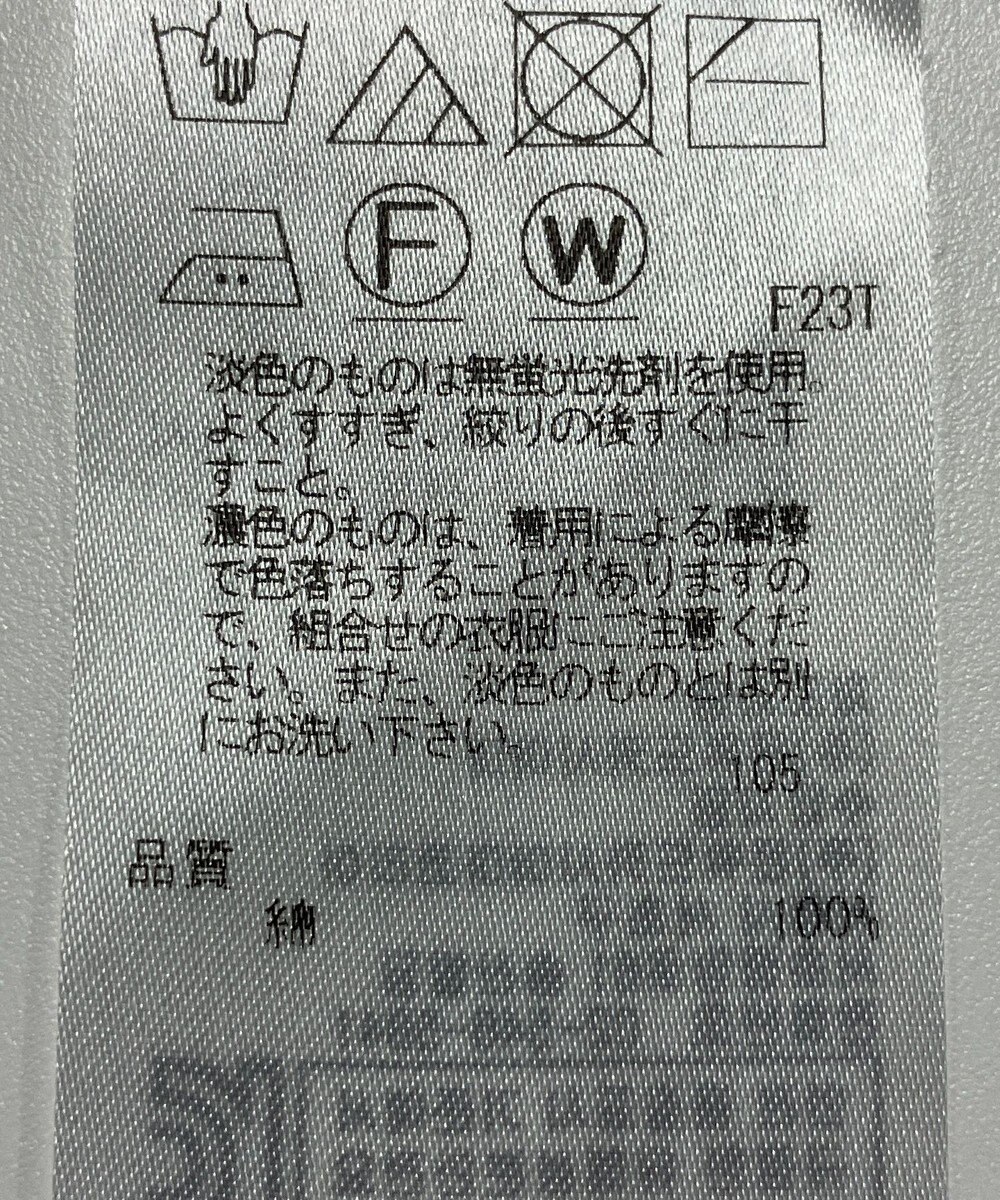 F
W
F23T
淡色のものは無蛍光洗剤を使用。
よくすすぎ、絞りの後すぐに干
すこと。
濃色のものは、着用による摩擦
で色落ちすることがありますの
で、組合せの衣服にご注意くだ
さい。また、淡色のものとは別
にお洗い下さい。
105
品質
綿 100%